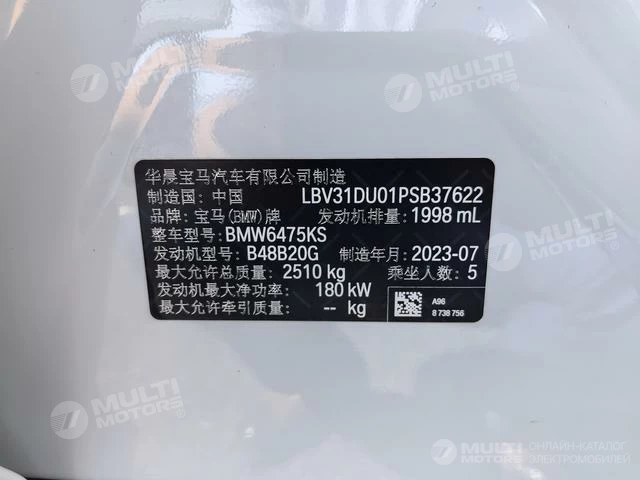 MULTI
MOTORS®
MULTI
MOTORS®
华晨宝马汽车有限公司制造
制造国: 中国 LBV31DU01PSB37622
品牌: 宝马(BMW)牌 发动机排量: 1998 mL
整车型号: BMW6475KS
发动机型号: B48B20G 制造年月: 2023-07
最大允许总质量: 2510 kg 乘坐人数: 5
发动机最大净功率: 180 kW
最大允许牵引质量: -- kg
A96
8 738 756
MULTI
MOTORS®
MULTI
MOTORS®
ОНЛАЙН-КАТАЛОГ
ЭЛЕКТРОМОБИЛЕЙ